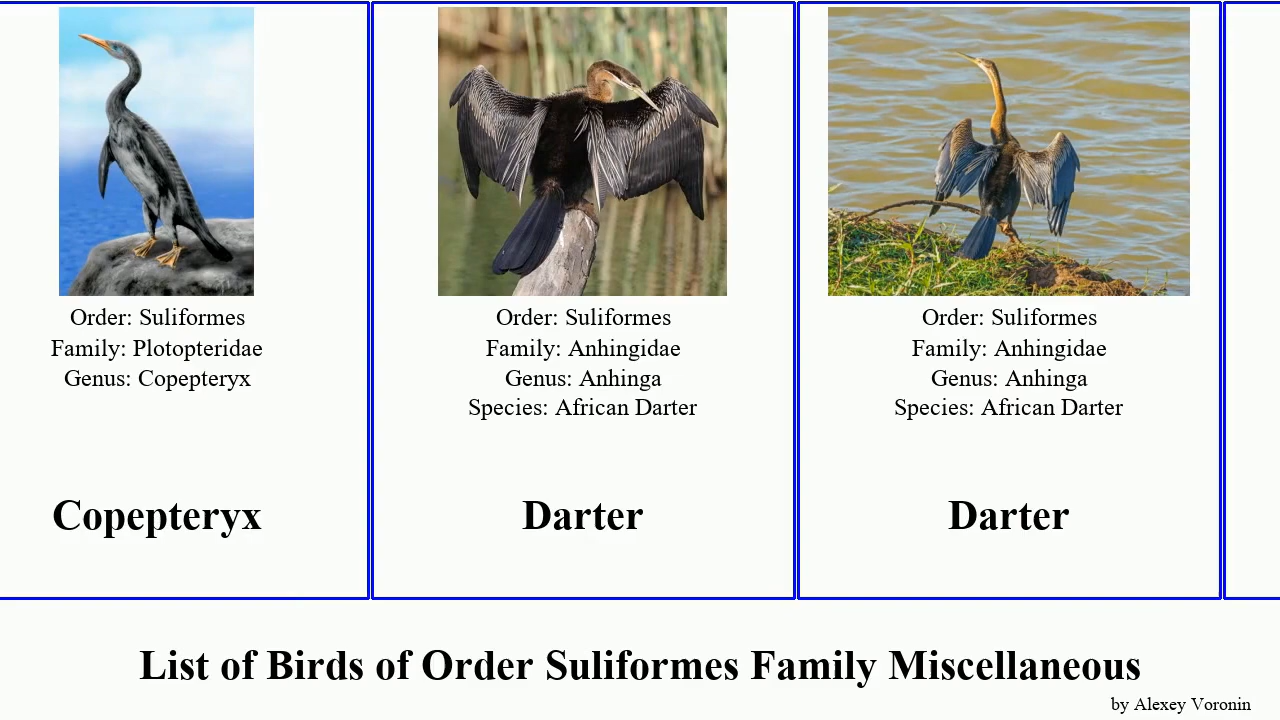 Order: Suliformes
Family: Plotopteridae
Genus: Copepteryx
Copepteryx
Order: Suliformes
Family: Anhingidae
Genus: Anhinga
Species: African Darter
Darter
Order: Suliformes
Family: Anhingidae
Genus: Anhinga
Species: African Darter
Darter
List of Birds of Order Suliformes Family Miscellaneous
by Alexey Voronin